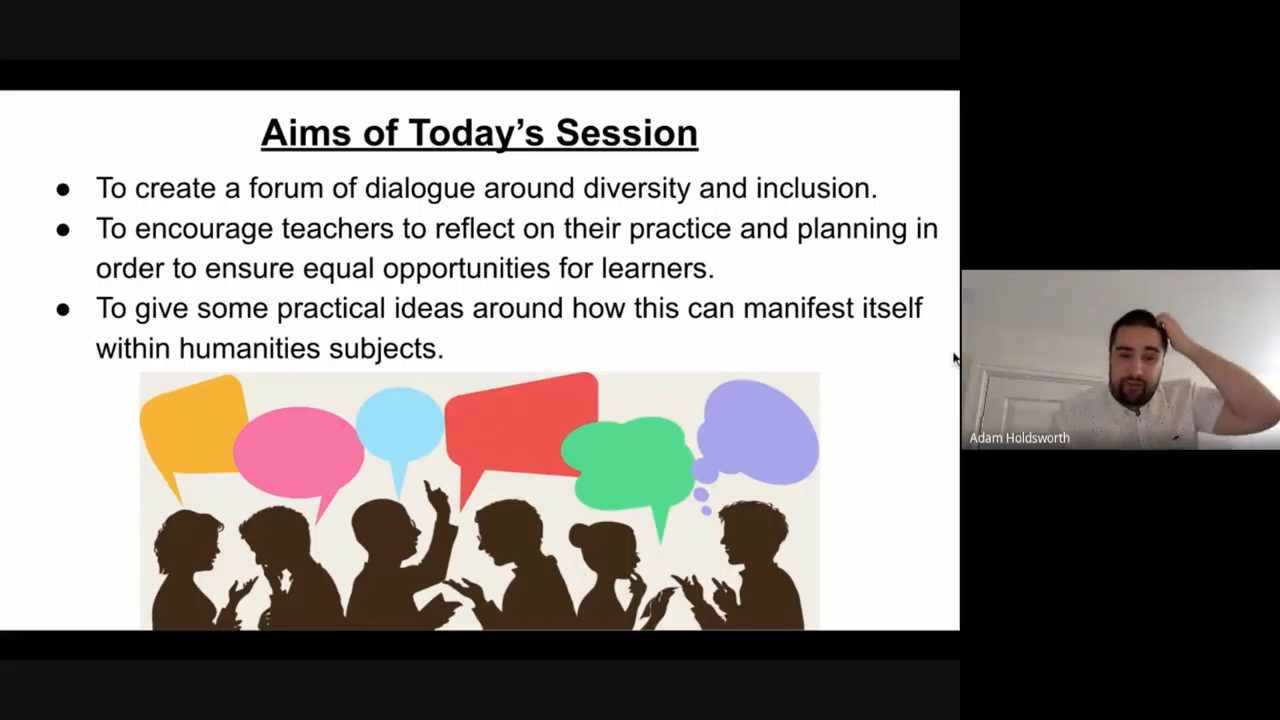 Aims of Today's Session
● To create a forum of dialogue around diversity and inclusion.
● To encourage teachers to reflect on their practice and planning in
order to ensure equal opportunities for learners.
● To give some practical ideas around how this can manifest itself
within humanities subjects.
Adam Holdsworth